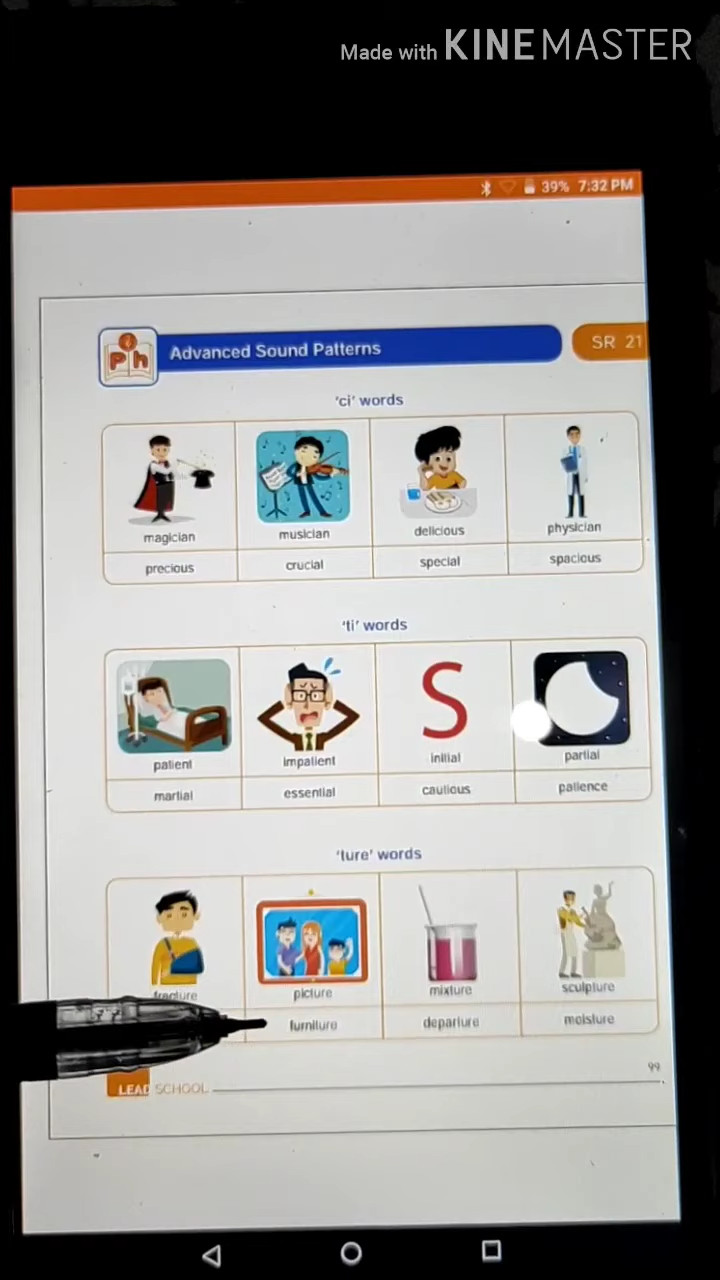 Made with KINEMASTER
39% 7:32 PM
Ph Advanced Sound Patterns SR 21
'ci' words
magician musician delicious physician
precious crucial special spacious
'ti' words
S
patient impatient initial partial
martial essential cautious patience
'ture' words
fracture picture mixture sculpture
furniture departure moisture
99
LEAD SCHOOL